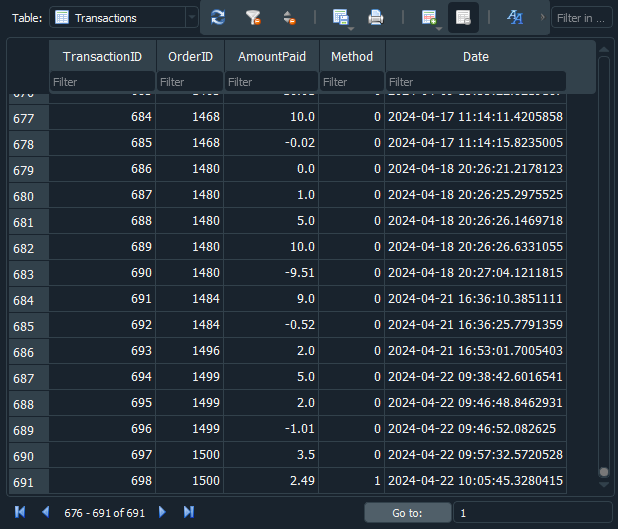 Table: Transactions Filter in ...
TransactionID OrderID AmountPaid Method Date
Filter Filter Filter Filter Filter
677 684 1468 10.0 0 2024-04-17 11:14:11.4205858
678 685 1468 -0.02 0 2024-04-17 11:14:15.8235005
679 686 1480 0.0 0 2024-04-18 20:26:21.2178123
680 687 1480 1.0 0 2024-04-18 20:26:25.2975525
681 688 1480 5.0 0 2024-04-18 20:26:26.1469718
682 689 1480 10.0 0 2024-04-18 20:26:26.6331055
683 690 1480 -9.51 0 2024-04-18 20:27:04.1211815
684 691 1484 9.0 0 2024-04-21 16:36:10.3851111
685 692 1484 -0.52 0 2024-04-21 16:36:25.7791359
686 693 1496 2.0 0 2024-04-21 16:53:01.7005403
687 694 1499 5.0 0 2024-04-22 09:38:42.6016541
688 695 1499 2.0 0 2024-04-22 09:46:48.8462931
689 696 1499 -1.01 0 2024-04-22 09:46:52.082625
690 697 1500 3.5 0 2024-04-22 09:57:32.5720528
691 698 1500 2.49 1 2024-04-22 10:05:45.3280415
676 - 691 of 691 Go to: 1